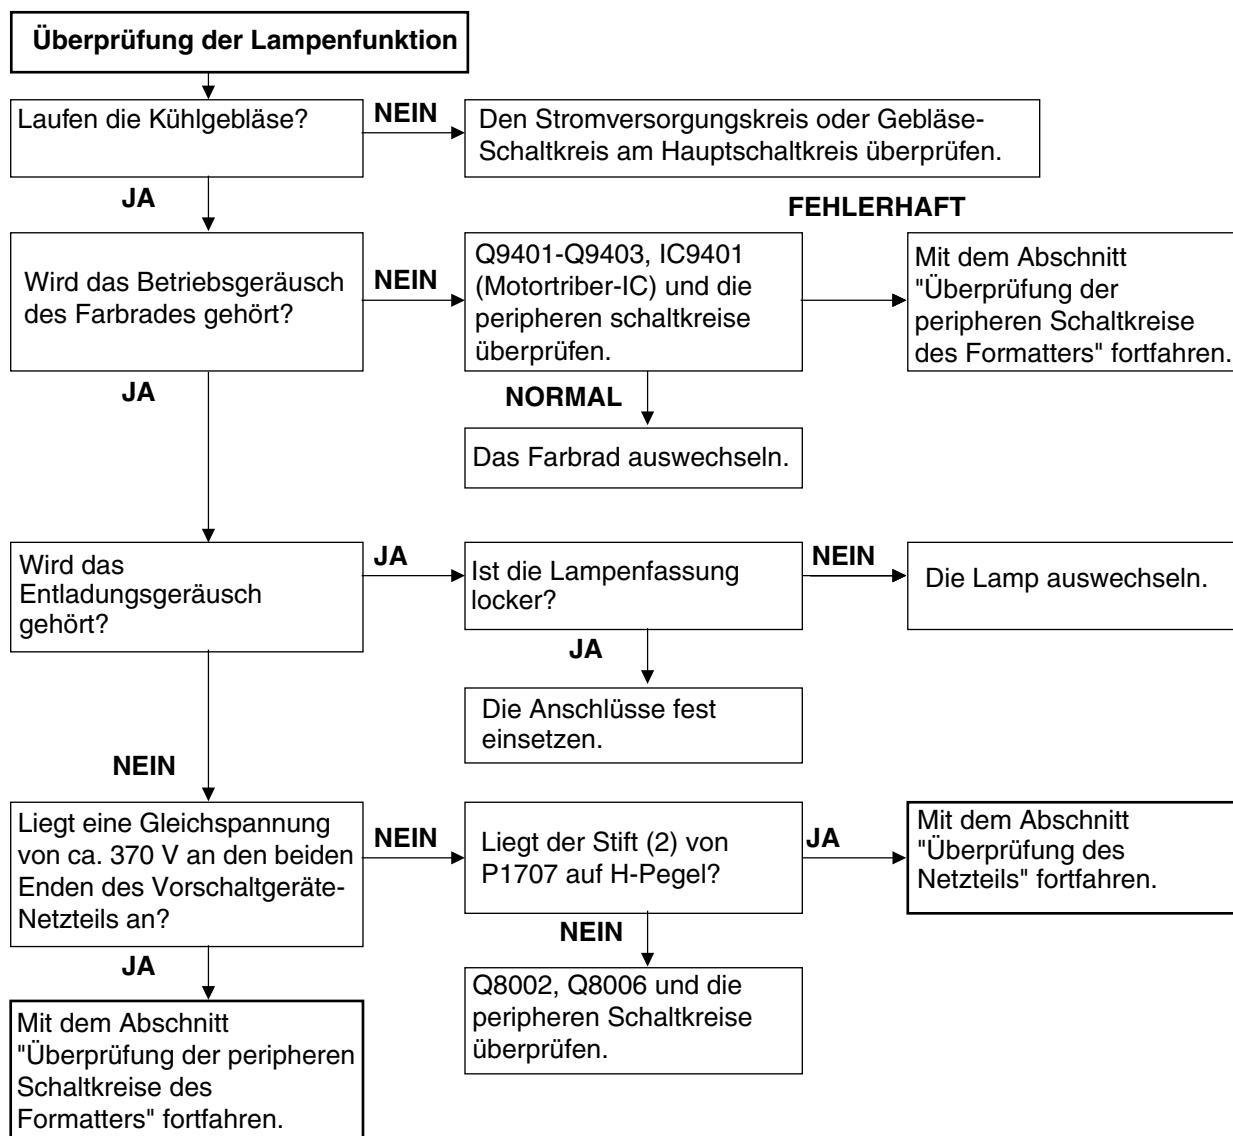 Überprüfung der Lampenfunktion
Laufen die Kühlgebläse?
NEIN
Den Stromversorgungskreis oder Gebläse-
Schaltkreis am Hauptschaltkreis überprüfen.
JA
Wird das Betriebsgeräusch
des Farbrades gehört?
NEIN
Q9401-Q9403, IC9401
(Motortriber-IC) und die
peripheren schaltkreise
überprüfen.
FEHLERHAFT
Mit dem Abschnitt
"Überprüfung der
peripheren Schaltkreise
des Formatters" fortfahren.
JA
NORMAL
Das Farbrad auswechseln.
Wird das
Entladungsgeräusch
gehört?
JA
Ist die Lampenfassung
locker?
NEIN
Die Lamp auswechseln.
JA
Die Anschlüsse fest
einsetzen.
NEIN
Liegt eine Gleichspannung
von ca. 370 V an den beiden
Enden des Vorschaltgeräte-
Netzteils an?
NEIN
Liegt der Stift (2) von
P1707 auf H-Pegel?
JA
Mit dem Abschnitt
"Überprüfung des
Netzteils" fortfahren.
JA
NEIN
Q8002, Q8006 und die
peripheren Schaltkreise
überprüfen.
Mit dem Abschnitt
"Überprüfung der peripheren
Schaltkreise des
Formatters" fortfahren.